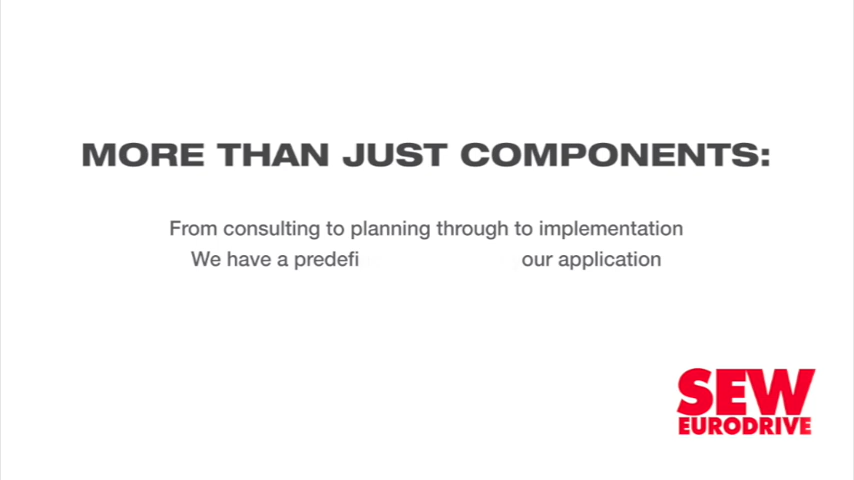 MORE THAN JUST COMPONENTS:
From consulting to planning through to implementation
We have a predefi our application
SEW
EURODRIVE